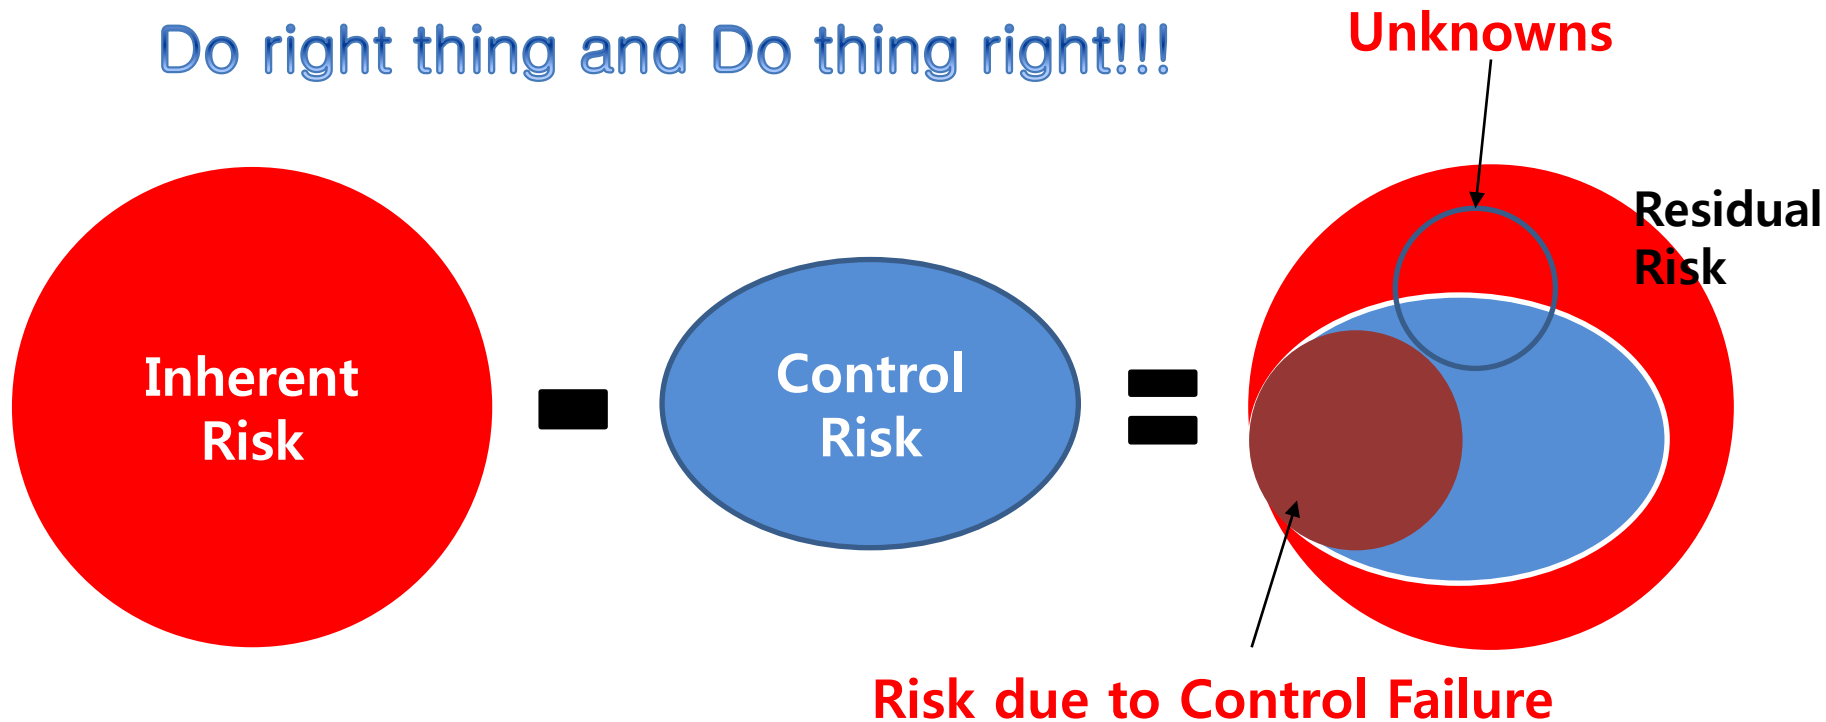 Do right thing and Do thing right!!!
Unknowns
Residual
Risk
Inherent
Risk
Control
Risk
Risk due to Control Failure